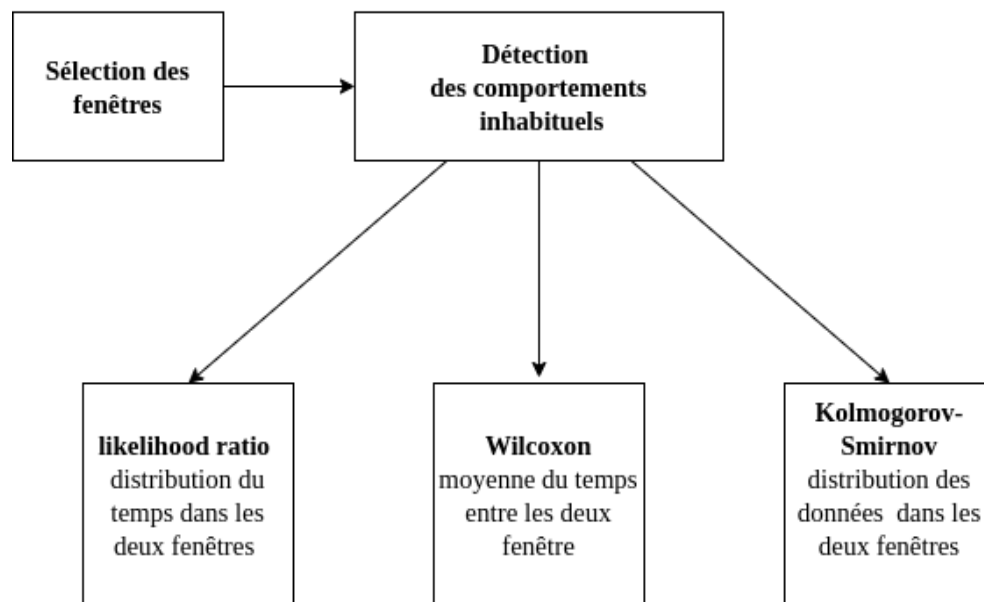 Sélection des
fenêtres
Détection
des comportements
inhabituels
likelihood ratio
distribution du
temps dans les
deux fenêtres
Wilcoxon
moyenne du temps
entre les deux
fenêtre
Kolmogorov-
Smirnov
distribution des
données dans les
deux fenêtres